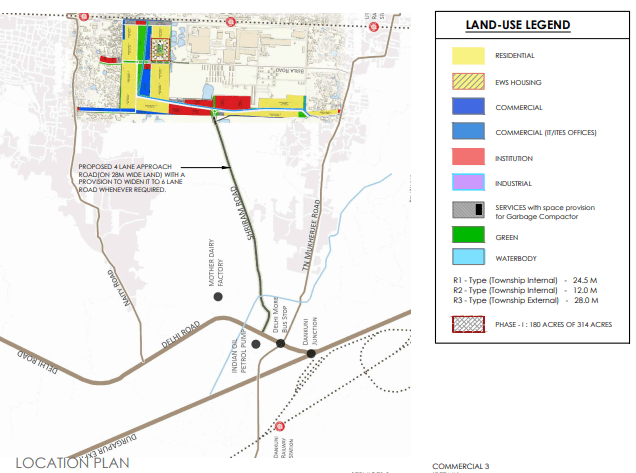 LAND-USE LEGEND
RESIDENTIAL
EWS HOUSING
COMMERCIAL
COMMERCIAL (IT/ITES OFFICES)
INSTITUTION
INDUSTRIAL
SERVICES with space provision
for Garbage Compactor
GREEN
WATERBODY
R1 - Type (Township Internal) - 24.5 M
R2 - Type (Township Internal) - 12.0 M
R3 - Type (Township External) - 28.0 M
PHASE - I : 180 ACRES OF 314 ACRES
BIRLA ROAD
PROPOSED 4 LANE APPROACH
ROAD(ON 28M WIDE LAND) WITH A
PROVISION TO WIDEN IT TO 6 LANE
ROAD WHENEVER REQUIRED.
SHRIRAM ROAD
TN MUKHERJEE ROAD
NAITY ROAD
MOTHER DAIRY
FACTORY
DELHI MORE
BUS STOP
DANKUNI
JUNCTION
INDIAN OIL
PETROL PUMP
DELHI ROAD
DELHI ROAD
DANKUNI
RAILWAY
STATION
LOCATION PLAN
COMMERCIAL 3